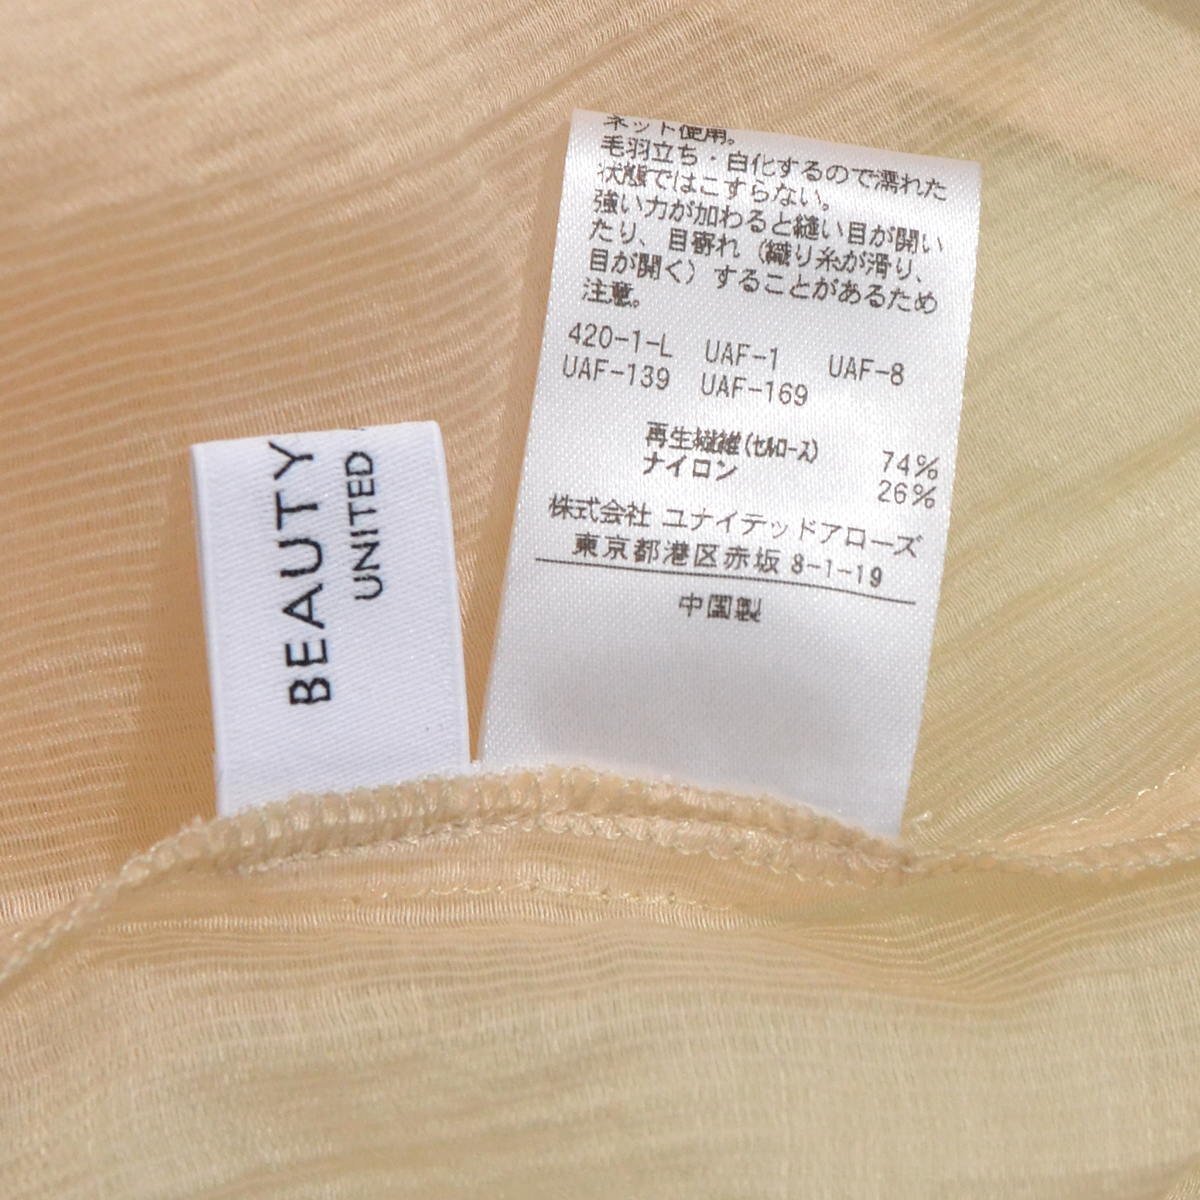 BEAUTY
UNITED
ネット使用。
毛羽立ち・白化するので濡れた
状態ではこすらない。
強い力が加わると縫い目が開い
たり、目寄れ（織り糸が滑り、
目が開く）することがあるため
注意。
420-1-L UAF-1 UAF-8
UAF-139 UAF-169
再生繊維(セルロース) 74%
ナイロン 26%
株式会社 ユナイテッドアローズ
東京都港区赤坂 8-1-19
中国製